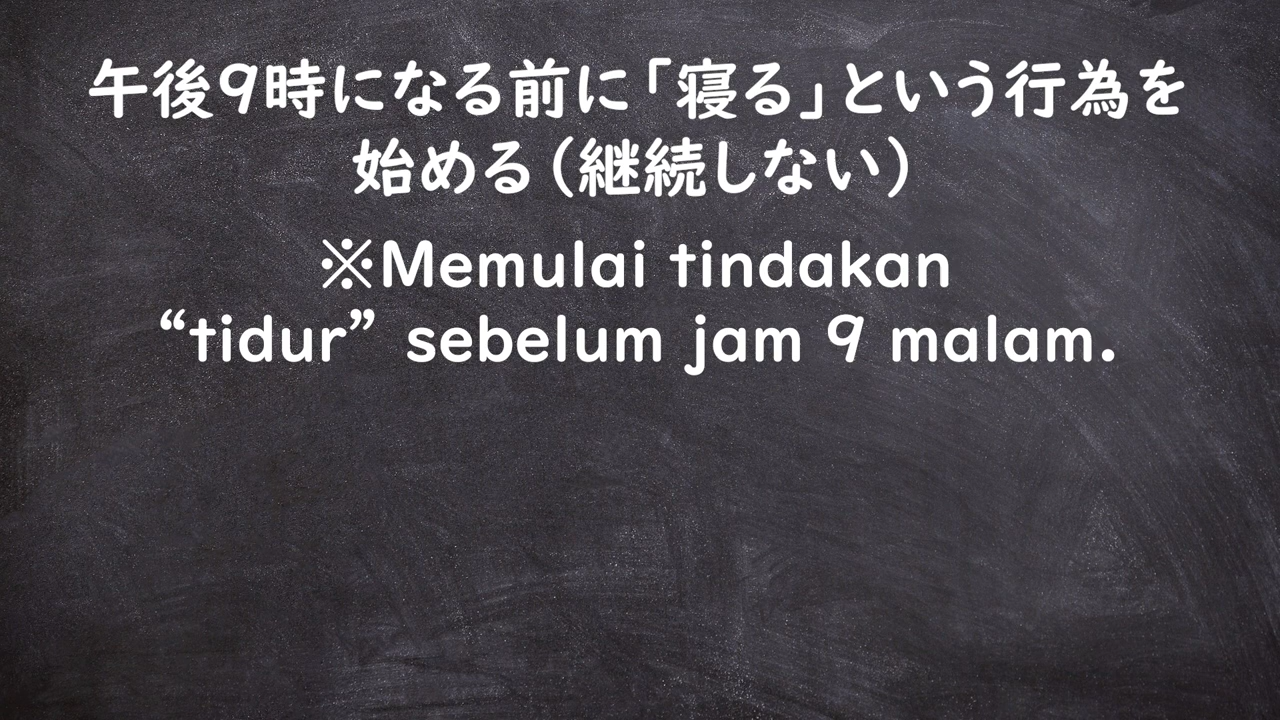 午後9時になる前に「寝る」という行為を
始める（継続しない）
※Memulai tindakan
“tidur” sebelum jam 9 malam.